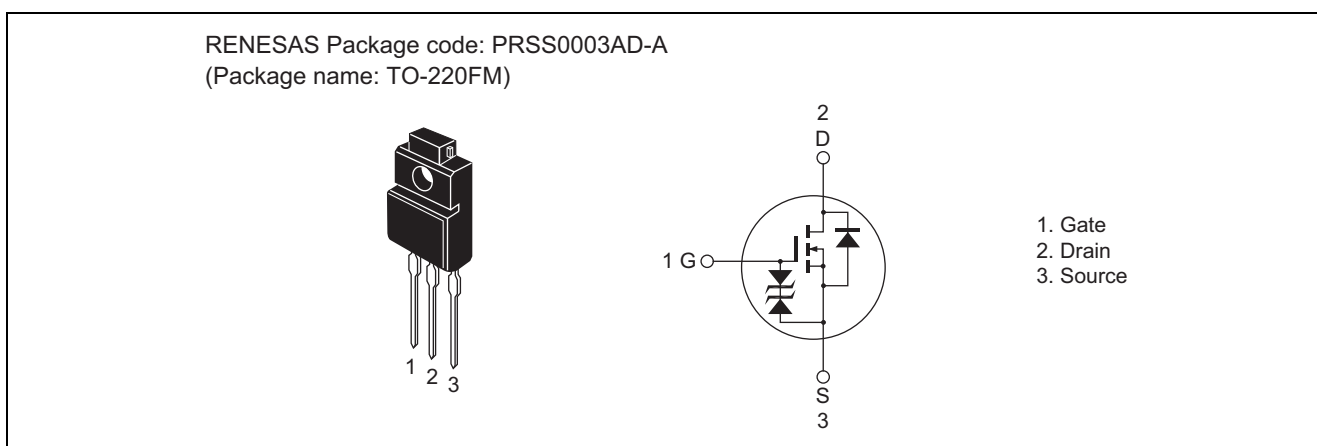 RENESAS Package code: PRSS0003AD-A
(Package name: TO-220FM)
1
2
3
2
D
1 G
S
3
1. Gate
2. Drain
3. Source